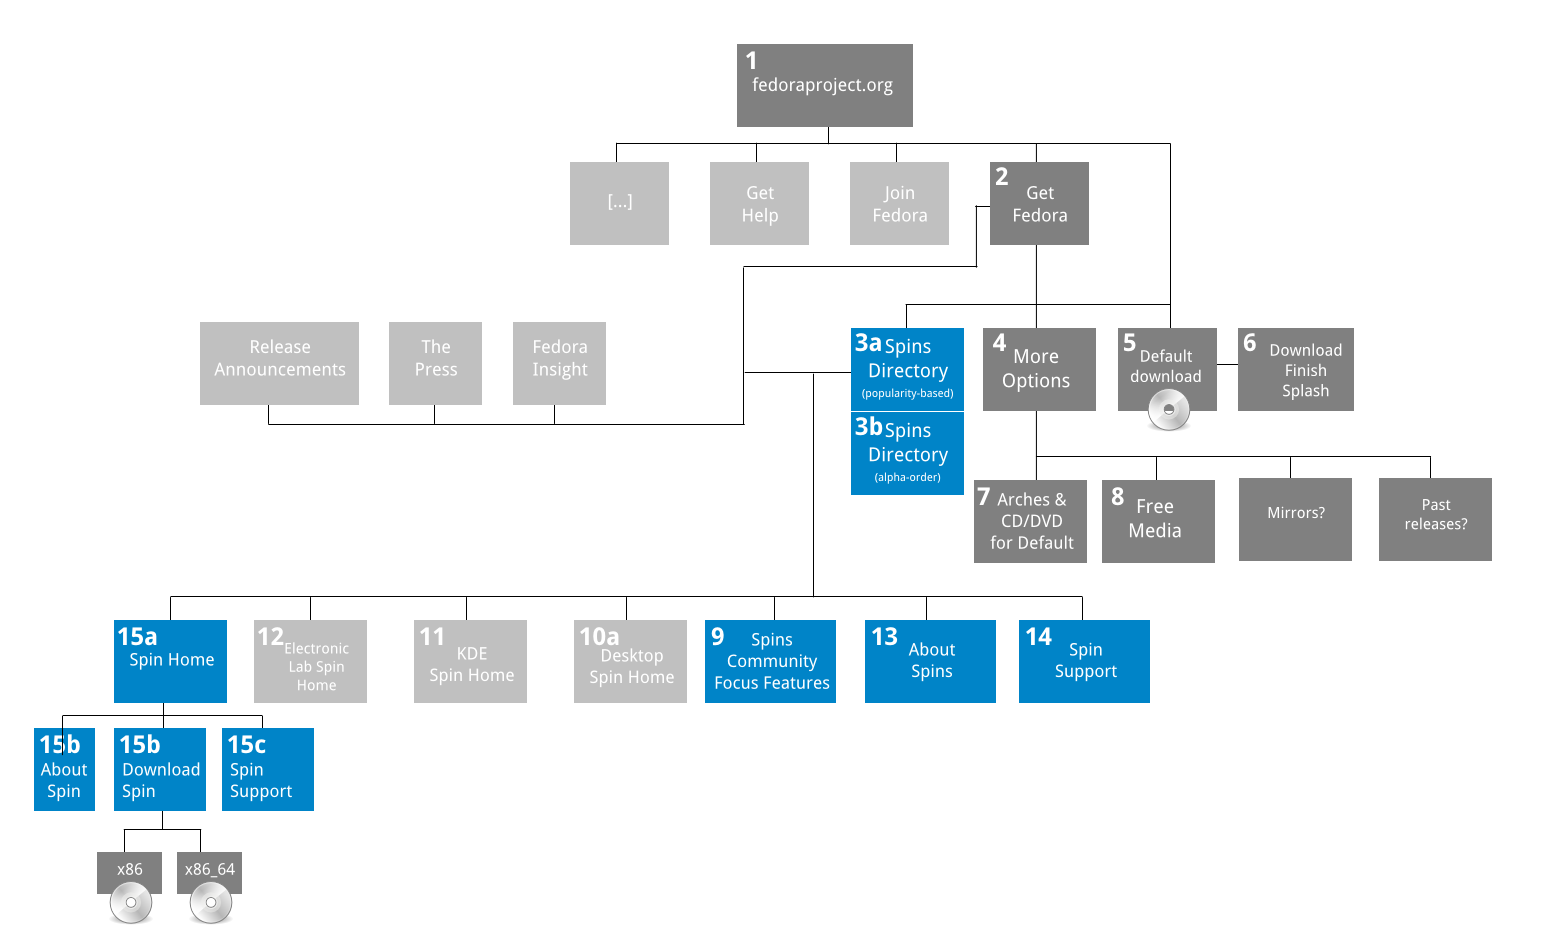 1
fedoraproject.org
[...]
Get
Help
Join
Fedora
2
Get
Fedora
Release
Announcements
The
Press
Fedora
Insight
3a Spins
Directory
(popularity-based)
3b Spins
Directory
(alpha-order)
4
More
Options
5
Default
download
6
Download
Finish
Splash
7
Arches &
CD/DVD
for Default
8
Free
Media
Mirrors?
Past
releases?
15a
Spin Home
12
Electronic
Lab Spin
Home
11
KDE
Spin Home
10a
Desktop
Spin Home
9
Spins
Community
Focus Features
13
About
Spins
14
Spin
Support
15b
About
Spin
15b
Download
Spin
15c
Spin
Support
x86
x86_64